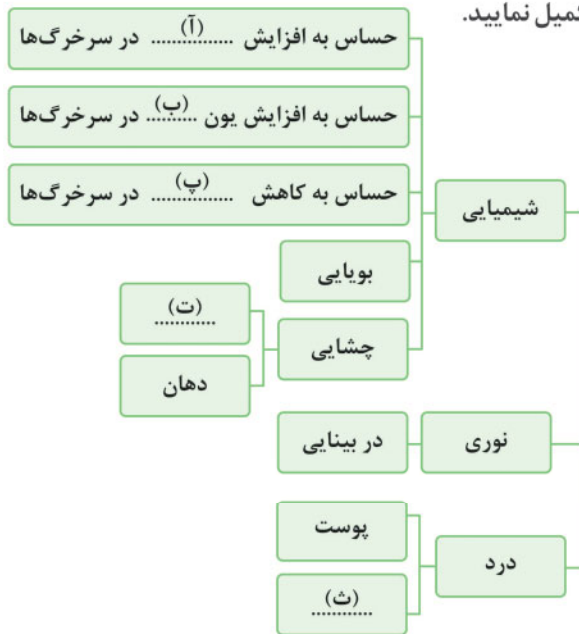 کمیل نمایید.
حساس به افزایش ......(آ)...... در سرخرگ‌ها
حساس به افزایش یون ...(ب)... در سرخرگ‌ها
حساس به کاهش ......(پ)...... در سرخرگ‌ها
شیمیایی
بویایی
چشایی
(ت)............
دهان
نوری
در بینایی
درد
پوست
(ث)............